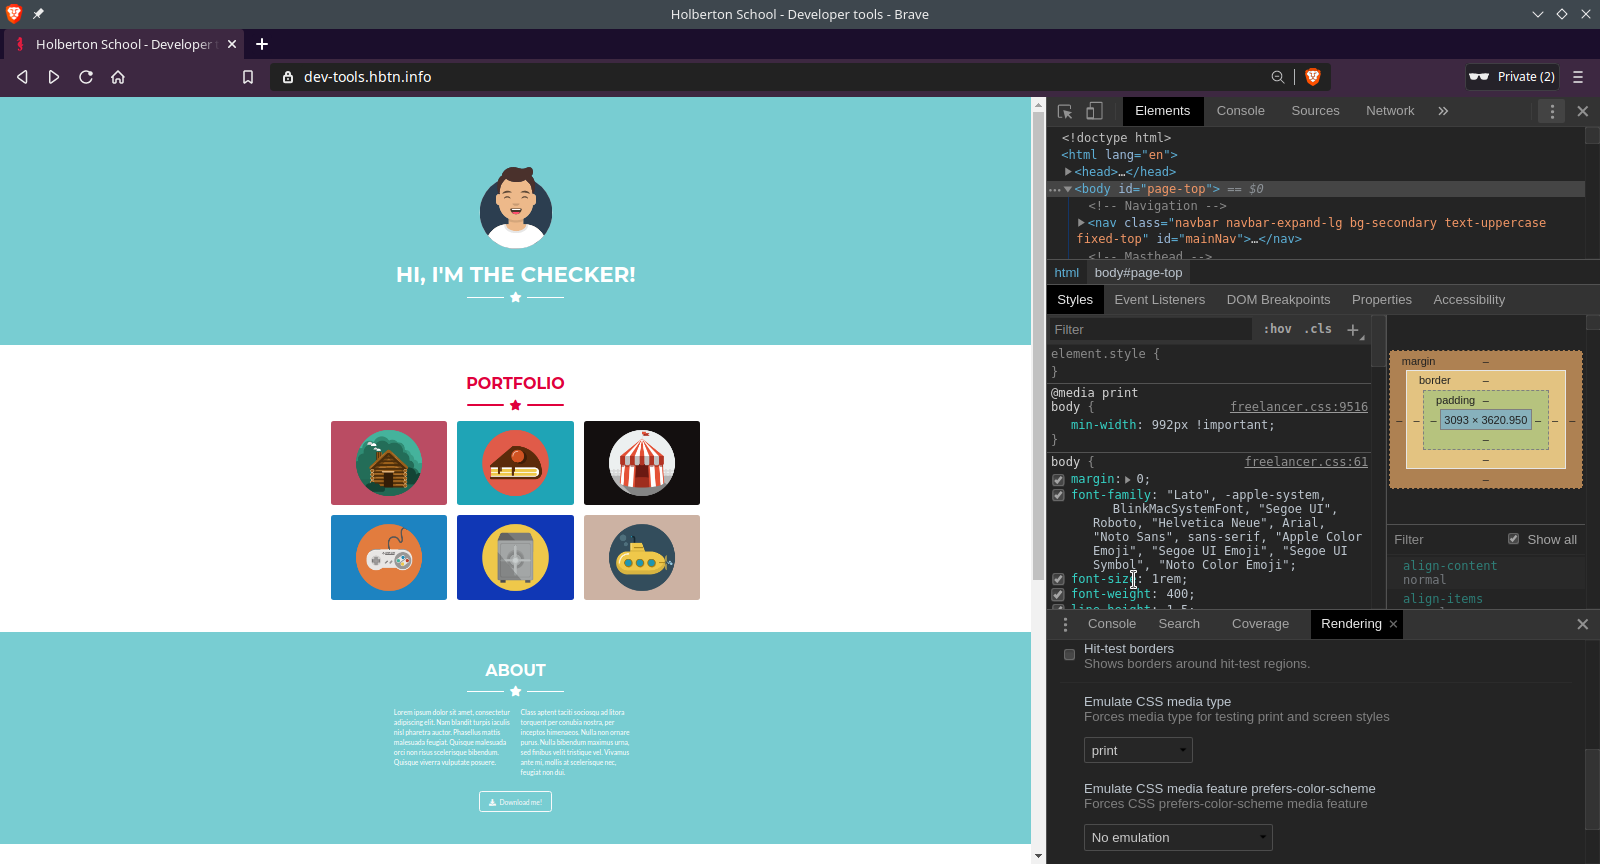 Holberton School - Developer tools - Brave
Holberton School - Developer t
dev-tools.hbtn.info
Private (2)
HI, I'M THE CHECKER!
PORTFOLIO
ABOUT
Lorem ipsum dolor sit amet, consectetur
adipiscing elit. Nam blandit turpis iaculis
nisl pharetra auctor. Phasellus mattis
malesuada feugiat. Quisque malesuada
orci non risus scelerisque bibendum.
Quisque viverra vulputate posuere.
Class aptent taciti sociosqu ad litora
torquent per conubia nostra, per
inceptos himenaeos. Nulla non ornare
purus. Nulla bibendum maximus urna,
sed finibus velit tristique vel. Vivamus
ante mi, mollis at scelerisque nec,
feugiat non dui.
Download me!
Elements Console Sources Network »
<!doctype html>
<html lang="en">
<head>…</head>
<body id="page-top"> == $0
<!-- Navigation -->
<nav class="navbar navbar-expand-lg bg-secondary text-uppercase
fixed-top" id="mainNav">…</nav>
<!-- Masthead -->
html body#page-top
Styles Event Listeners DOM Breakpoints Properties Accessibility
Filter :hov .cls +
element.style {
}
@media print
body { freelancer.css:9516
min-width: 992px !important;
}
body { freelancer.css:61
margin: 0;
font-family: "Lato", -apple-system,
BlinkMacSystemFont, "Segoe UI",
Roboto, "Helvetica Neue", Arial,
"Noto Sans", sans-serif, "Apple Color
Emoji", "Segoe UI Emoji", "Segoe UI
Symbol", "Noto Color Emoji";
font-size: 1rem;
font-weight: 400;
line-height: 1.5;
margin –
border –
padding –
– – – 3093 × 3620.950 – – –
–
–
–
Filter Show all
align-content
normal
align-items
Console Search Coverage Rendering ×
Hit-test borders
Shows borders around hit-test regions.
Emulate CSS media type
Forces media type for testing print and screen styles
print
Emulate CSS media feature prefers-color-scheme
Forces CSS prefers-color-scheme media feature
No emulation